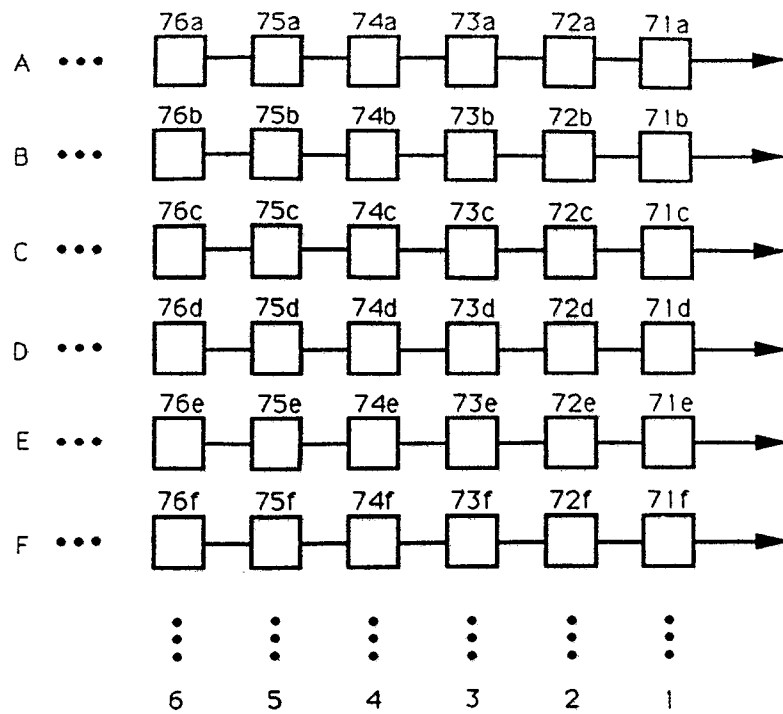 76a 75a 74a 73a 72a 71a
A •••
76b 75b 74b 73b 72b 71b
B •••
76c 75c 74c 73c 72c 71c
C •••
76d 75d 74d 73d 72d 71d
D •••
76e 75e 74e 73e 72e 71e
E •••
76f 75f 74f 73f 72f 71f
F •••
6 5 4 3 2 1